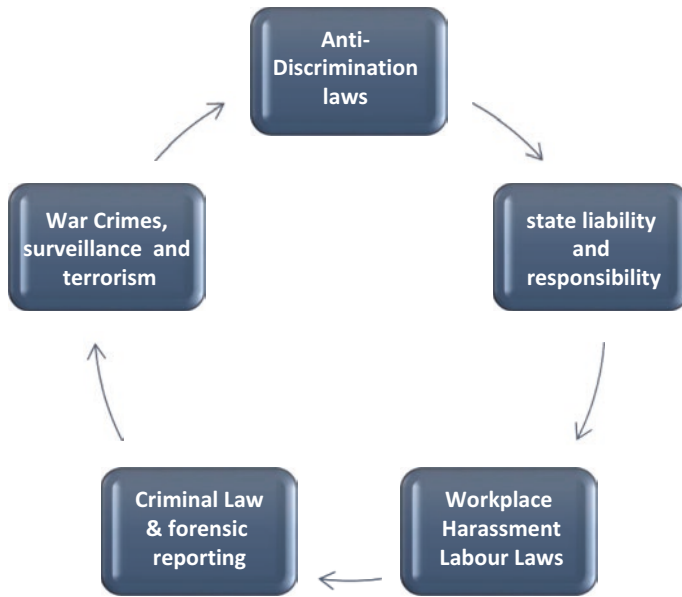 Anti-
Discrimination
laws
state liability
and
responsibility
Workplace
Harassment
Labour Laws
Criminal Law
& forensic
reporting
War Crimes,
surveillance and
terrorism